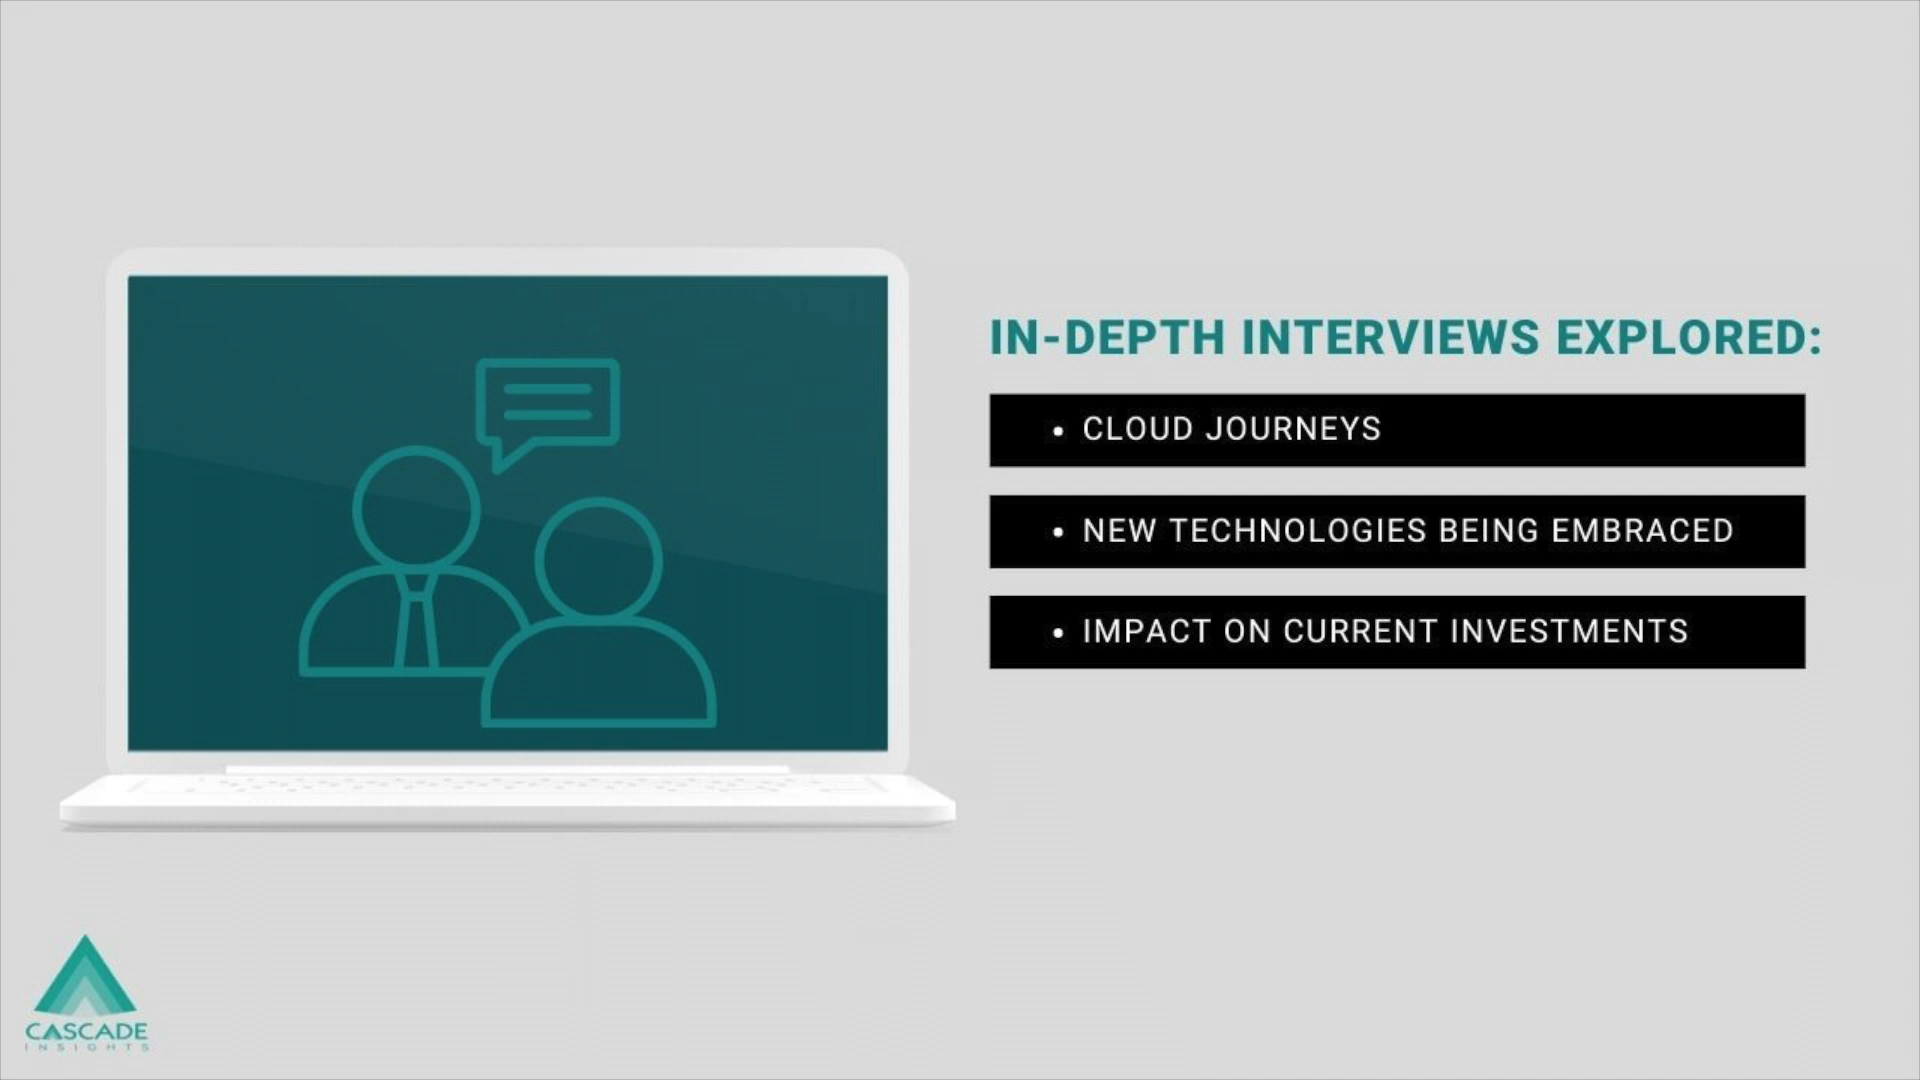 IN-DEPTH INTERVIEWS EXPLORED:
• CLOUD JOURNEYS
• NEW TECHNOLOGIES BEING EMBRACED
• IMPACT ON CURRENT INVESTMENTS
CASCADE
INSIGHTS